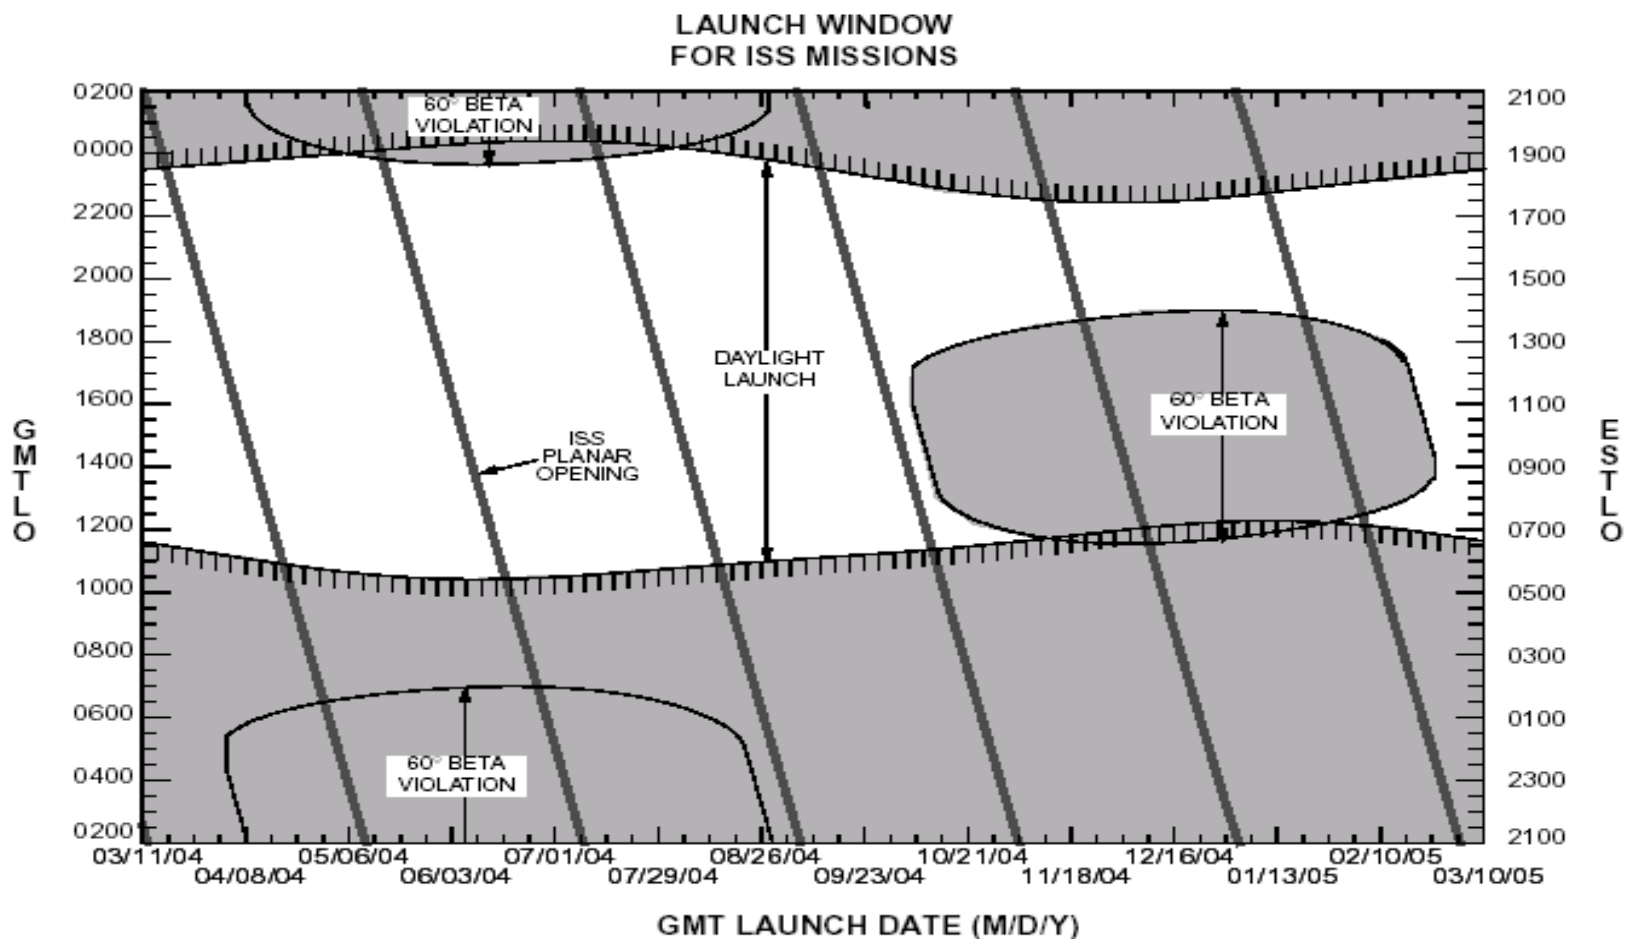 LAUNCH WINDOW
FOR ISS MISSIONS
0200
0000
2200
2000
1800
1600
1400
1200
1000
0800
0600
0400
0200
GMTLO
60° BETA
VIOLATION
DAYLIGHT
LAUNCH
ISS
PLANAR
OPENING
60° BETA
VIOLATION
60° BETA
VIOLATION
2100
1900
1700
1500
1300
1100
0900
0700
0500
0300
0100
2300
2100
ESTLO
03/11/04 05/06/04 07/01/04 08/26/04 10/21/04 12/16/04 02/10/05
04/08/04 06/03/04 07/29/04 09/23/04 11/18/04 01/13/05 03/10/05
GMT LAUNCH DATE (M/D/Y)